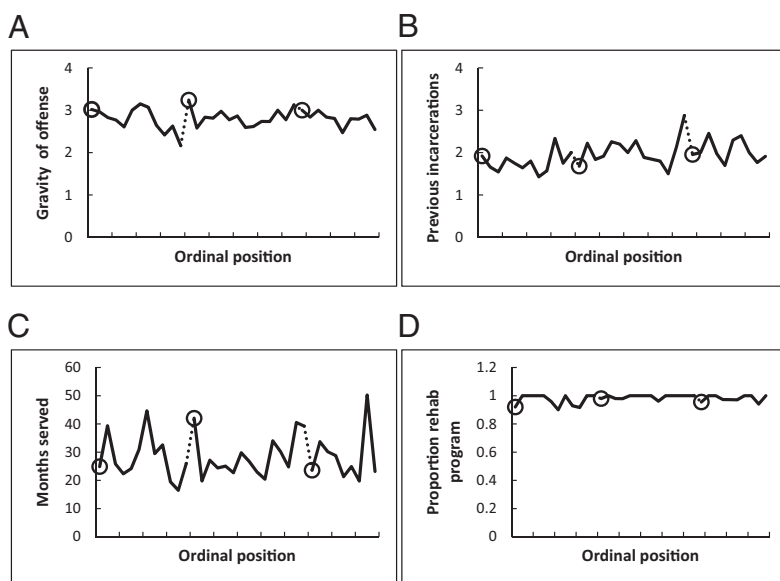 A
Gravity of offense
4
3
2
1
0
Ordinal position
B
Previous incarcerations
4
3
2
1
0
Ordinal position
C
Months served
60
50
40
30
20
10
0
Ordinal position
D
Proportion rehab
program
1.2
1
0.8
0.6
0.4
0.2
0
Ordinal position